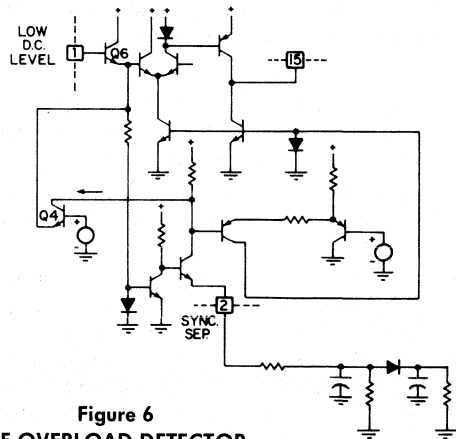 LOW
D.C.
LEVEL
1
Q6
+
+
+
+
15
+
+
Q4
+
-
+
+
-
2
SYNC.
SEP.
Figure 6